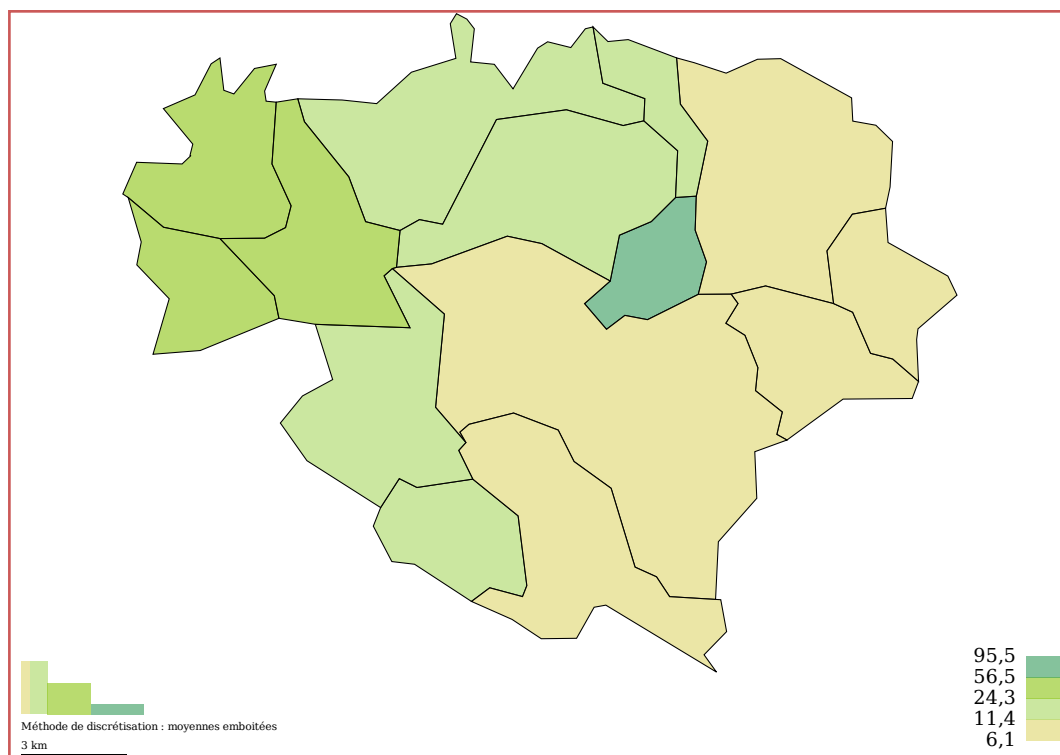 95,5
56,5
24,3
11,4
6,1
Méthode de discrétisation : moyennes emboitées
3 km